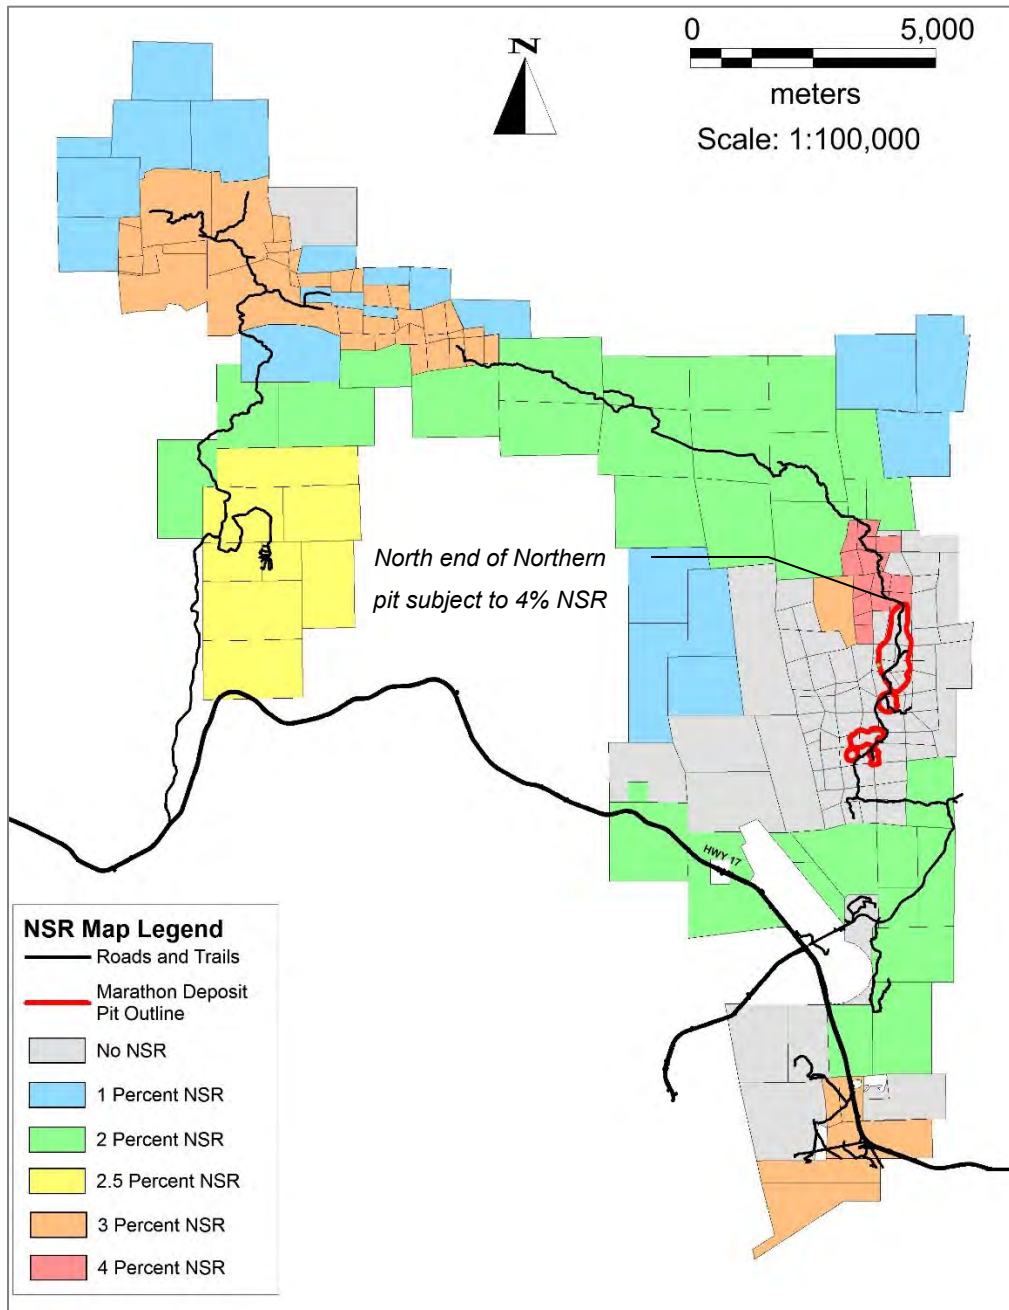 0 5,000
N
meters
Scale: 1:100,000
North end of Northern
pit subject to 4% NSR
HWY 17
NSR Map Legend
Roads and Trails
Marathon Deposit
Pit Outline
No NSR
1 Percent NSR
2 Percent NSR
2.5 Percent NSR
3 Percent NSR
4 Percent NSR